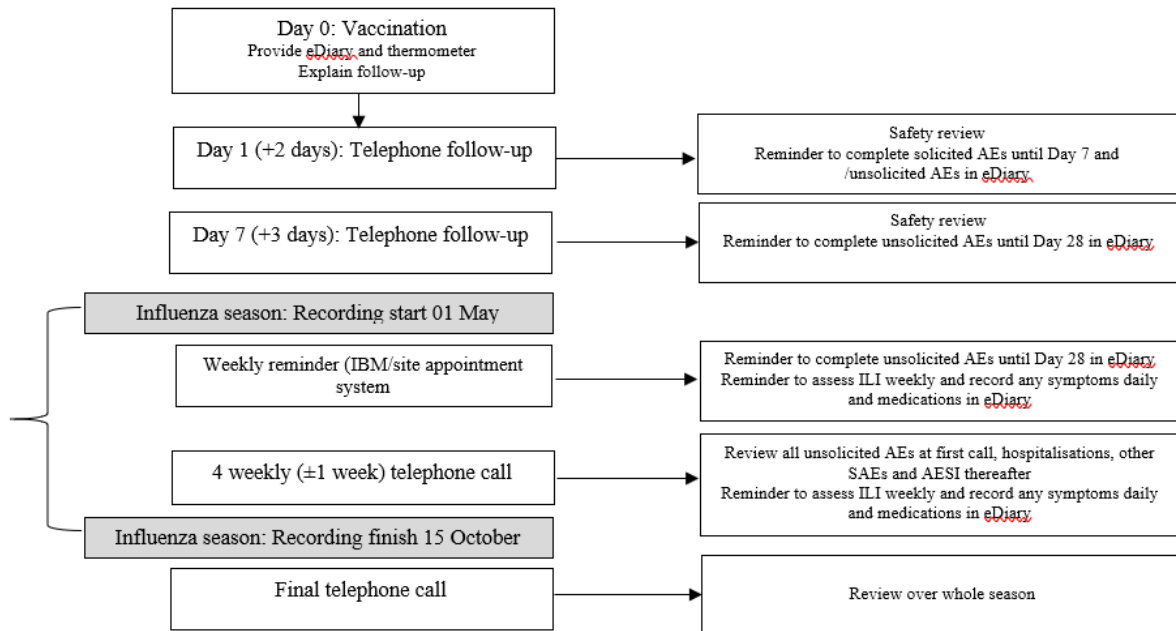 Day 0: Vaccination
Provide eDiary and thermometer
Explain follow-up
Day 1 (+2 days): Telephone follow-up
Safety review
Reminder to complete solicited AEs until Day 7 and
/unsolicited AEs in eDiary
Day 7 (+3 days): Telephone follow-up
Safety review
Reminder to complete unsolicited AEs until Day 28 in eDiary
Influenza season: Recording start 01 May
Weekly reminder (IBM/site appointment
system
Reminder to complete unsolicited AEs until Day 28 in eDiary
Reminder to assess ILI weekly and record any symptoms daily
and medications in eDiary
4 weekly (±1 week) telephone call
Review all unsolicited AEs at first call, hospitalisations, other
SAEs and AESI thereafter
Reminder to assess ILI weekly and record any symptoms daily
and medications in eDiary
Influenza season: Recording finish 15 October
Final telephone call
Review over whole season